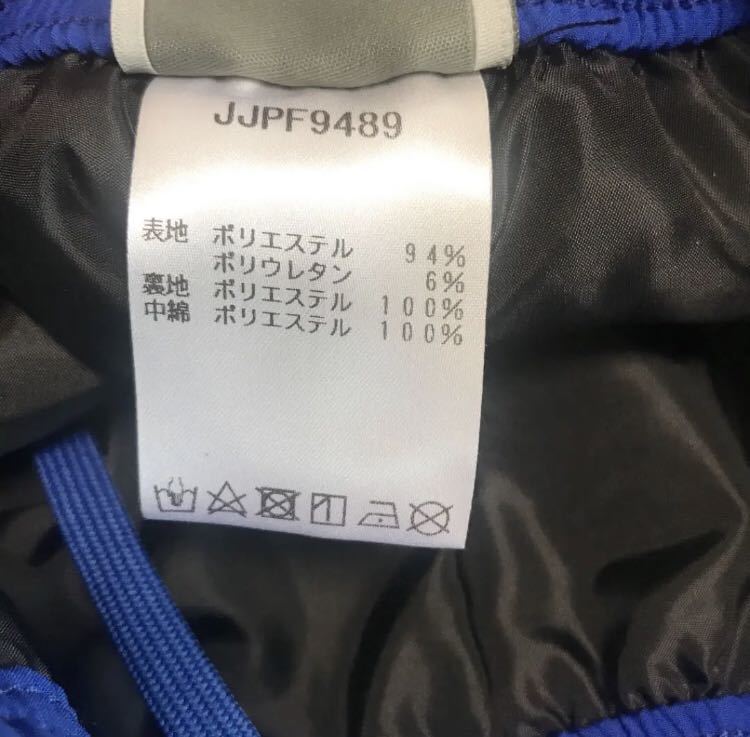 JJPF9489
表地 ポリエステル 94%
ポリウレタン 6%
裏地 ポリエステル 100%
中綿 ポリエステル 100%